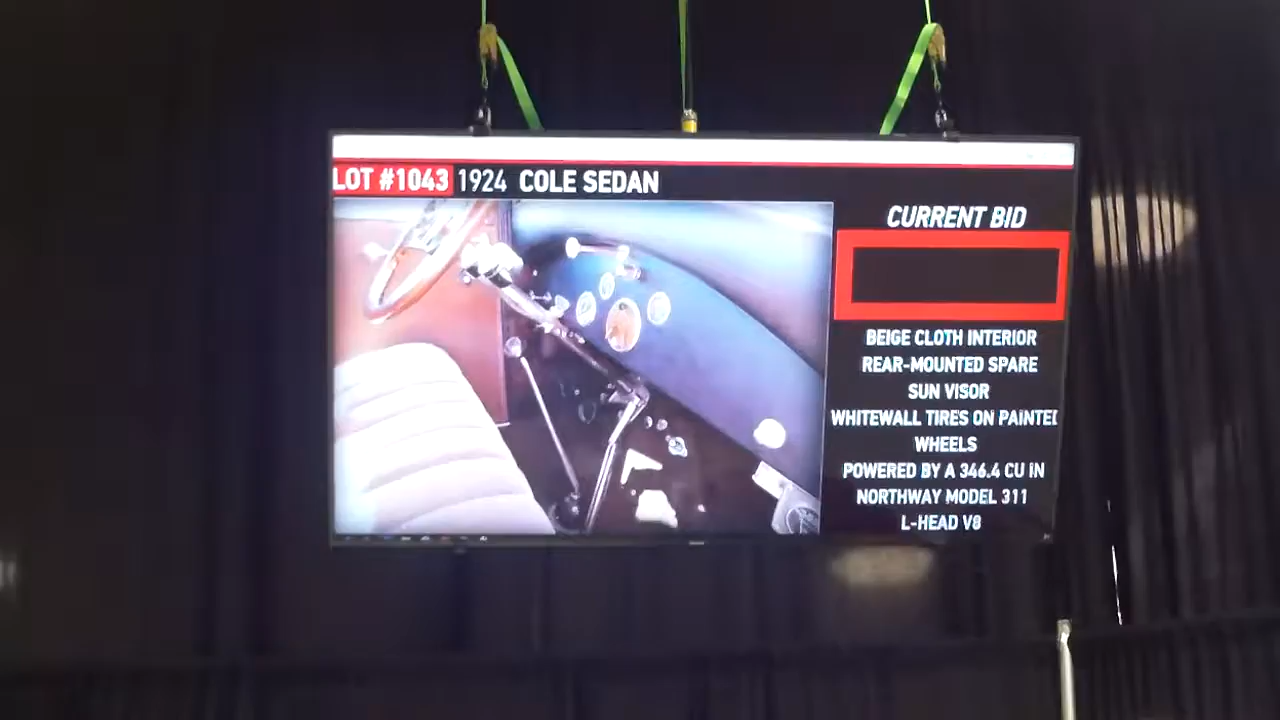 LOT #1043 1924 COLE SEDAN
CURRENT BID
BEIGE CLOTH INTERIOR
REAR-MOUNTED SPARE
SUN VISOR
WHITEWALL TIRES ON PAINTED
WHEELS
POWERED BY A 346.4 CU IN
NORTHWAY MODEL 311
L-HEAD V8